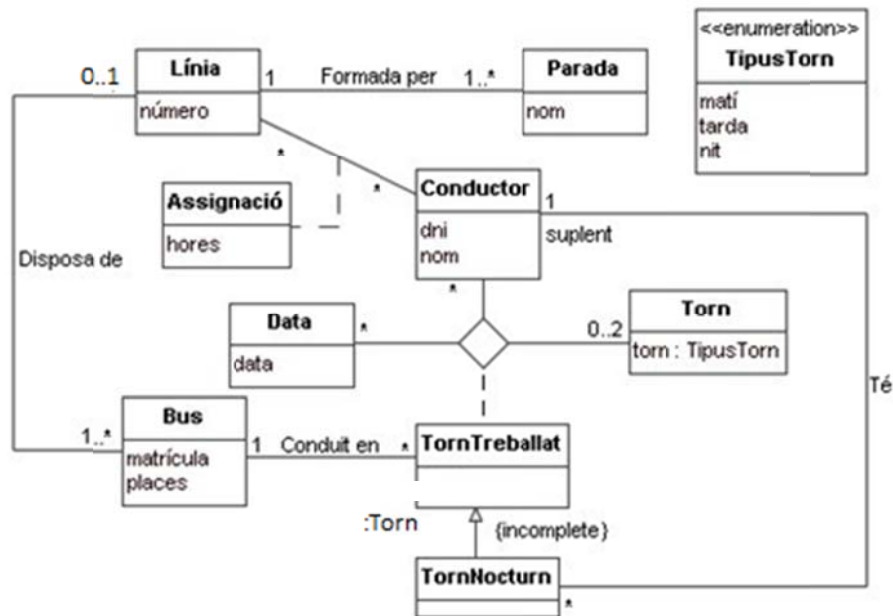 <<enumeration>>
TipusTorn
matí
tarda
nit
Línia
número
0..1
1
Formada per
1..*
Parada
nom
*
*
Assignació
hores
Conductor
dni
nom
1
suplent
Disposa de
*
Data
data
*
0..2
Torn
torn : TipusTorn
Té
Bus
matrícula
places
1..*
1
Conduit en
*
TornTreballat
:Torn
{incomplete}
TornNocturn
*